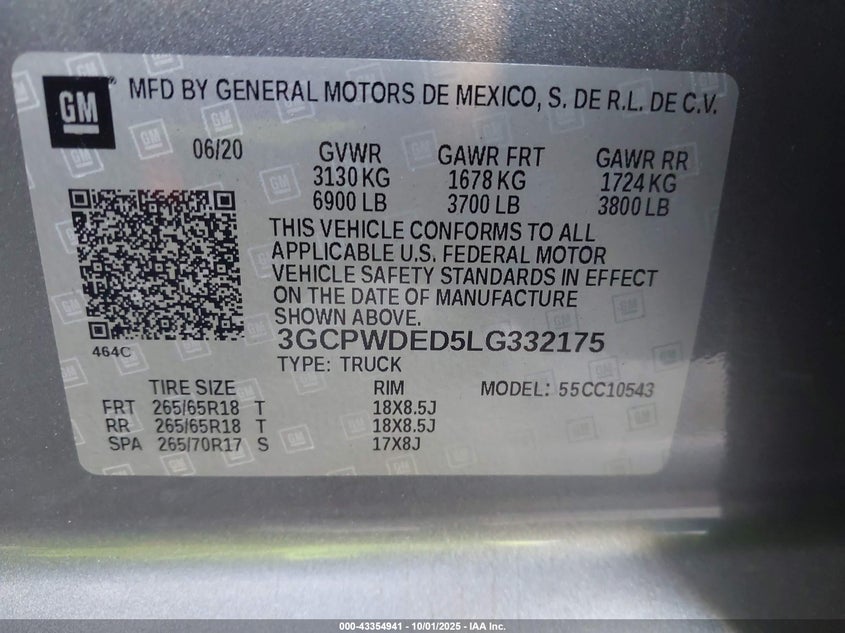 GM
MFD BY GENERAL MOTORS DE MEXICO, S. DE R.L. DE C.V.
06/20 GVWR GAWR FRT GAWR RR
3130 KG 1678 KG 1724 KG
6900 LB 3700 LB 3800 LB
THIS VEHICLE CONFORMS TO ALL
APPLICABLE U.S. FEDERAL MOTOR
VEHICLE SAFETY STANDARDS IN EFFECT
ON THE DATE OF MANUFACTURE
SHOWN ABOVE.
464C 3GCPWDED5LG332175
TYPE: TRUCK
TIRE SIZE RIM MODEL: 55CC10543
FRT 265/65R18 T 18X8.5J
RR 265/65R18 T 18X8.5J
SPA 265/70R17 S 17X8J
000-43354941 - 10/01/2025 - IAA Inc.